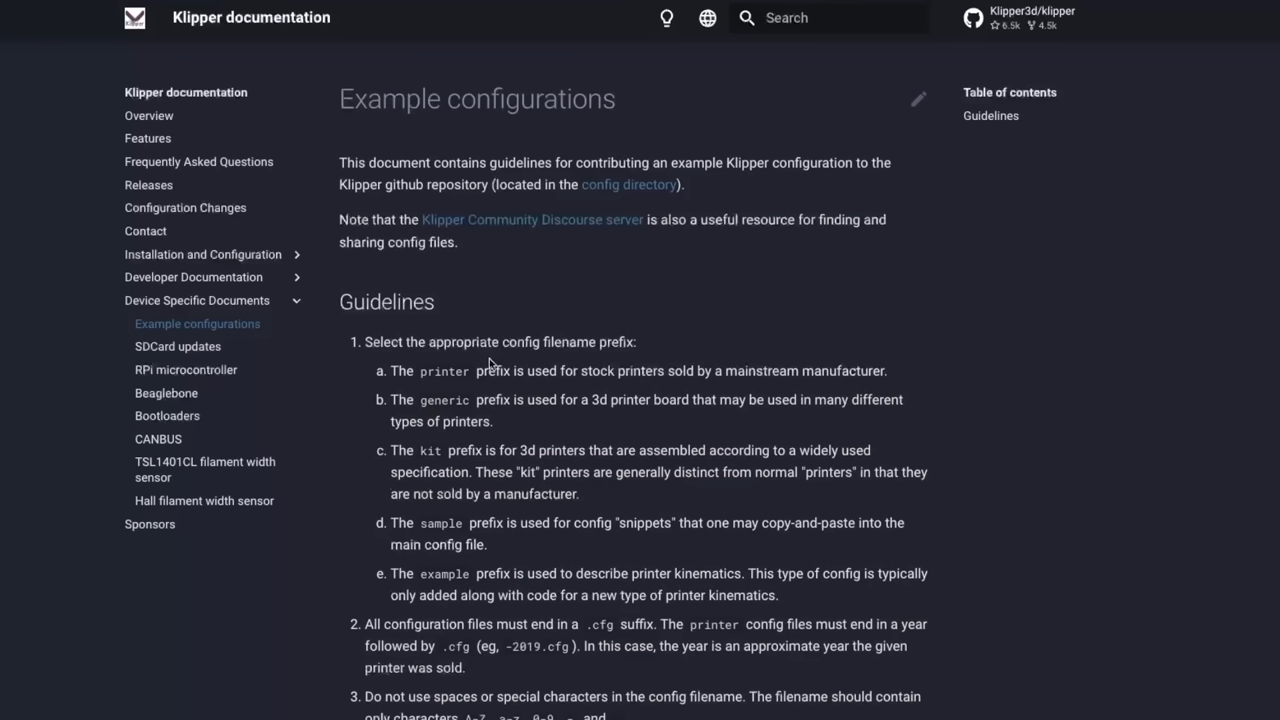 Klipper documentation
Search
Klipper3d/klipper
6.5k 4.5k
Klipper documentation
Overview
Features
Frequently Asked Questions
Releases
Configuration Changes
Contact
Installation and Configuration
Developer Documentation
Device Specific Documents
Example configurations
SDCard updates
RPi microcontroller
Beaglebone
Bootloaders
CANBUS
TSL1401CL filament width
sensor
Hall filament width sensor
Sponsors
Example configurations
This document contains guidelines for contributing an example Klipper configuration to the
Klipper github repository (located in the config directory).
Note that the Klipper Community Discourse server is also a useful resource for finding and
sharing config files.
Guidelines
1. Select the appropriate config filename prefix:
a. The printer prefix is used for stock printers sold by a mainstream manufacturer.
b. The generic prefix is used for a 3d printer board that may be used in many different
types of printers.
c. The kit prefix is for 3d printers that are assembled according to a widely used
specification. These "kit" printers are generally distinct from normal "printers" in that they
are not sold by a manufacturer.
d. The sample prefix is used for config "snippets" that one may copy-and-paste into the
main config file.
e. The example prefix is used to describe printer kinematics. This type of config is typically
only added along with code for a new type of printer kinematics.
2. All configuration files must end in a .cfg suffix. The printer config files must end in a year
followed by .cfg (eg, -2019.cfg). In this case, the year is an approximate year the given
printer was sold.
3. Do not use spaces or special characters in the config filename. The filename should contain
only characters A-Z, a-z, 0-9, -, and
Table of contents
Guidelines